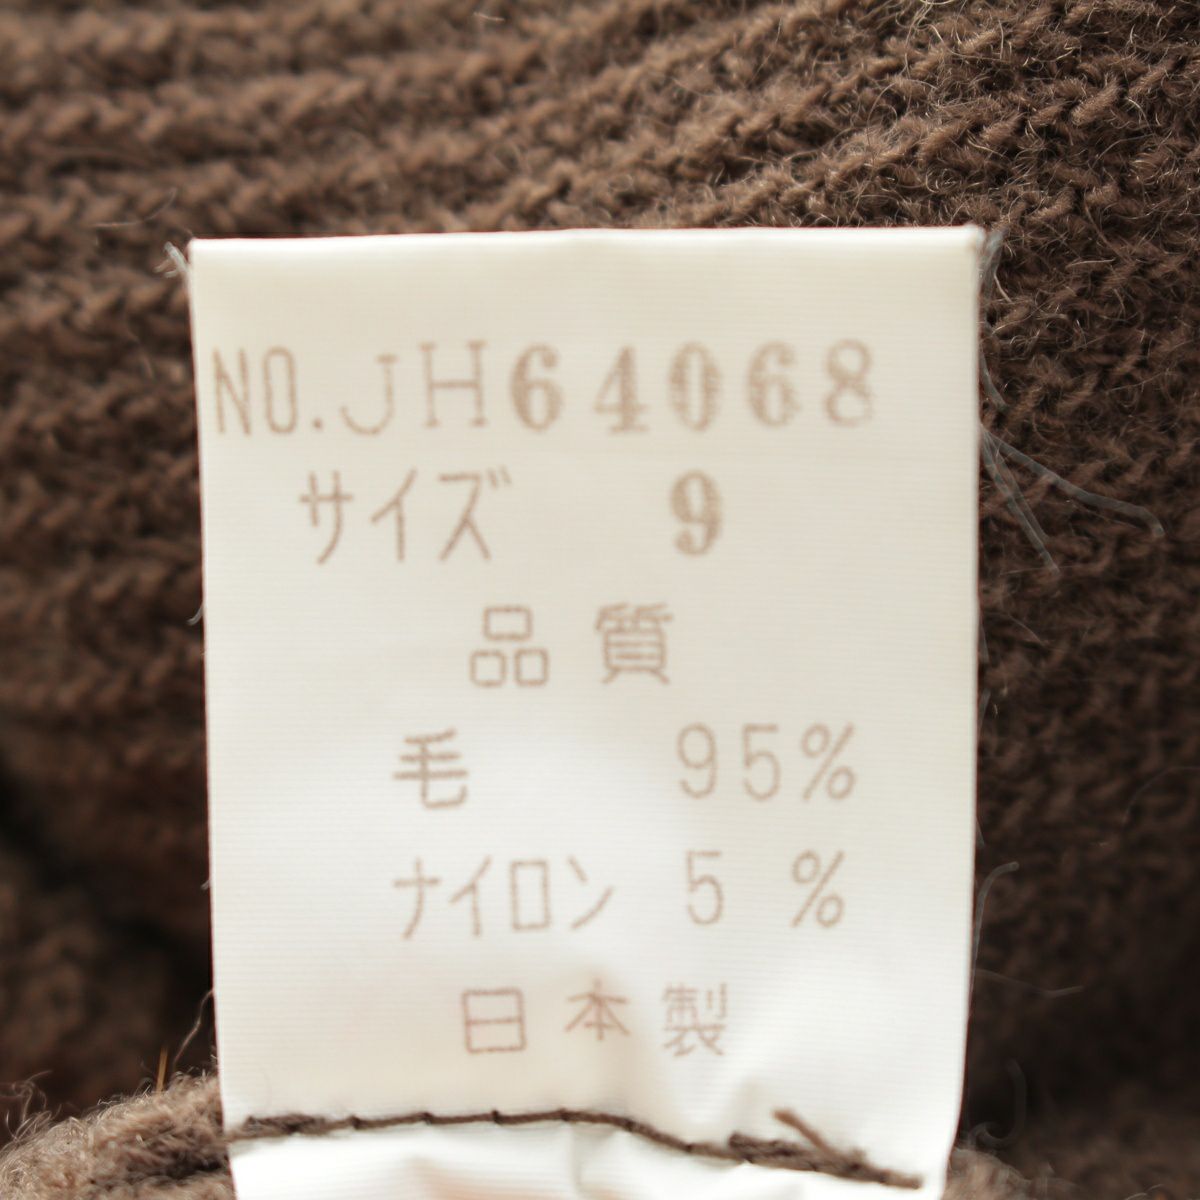 NO.JH64068
サイズ 9
品質
毛 95%
ナイロン 5%
日本製